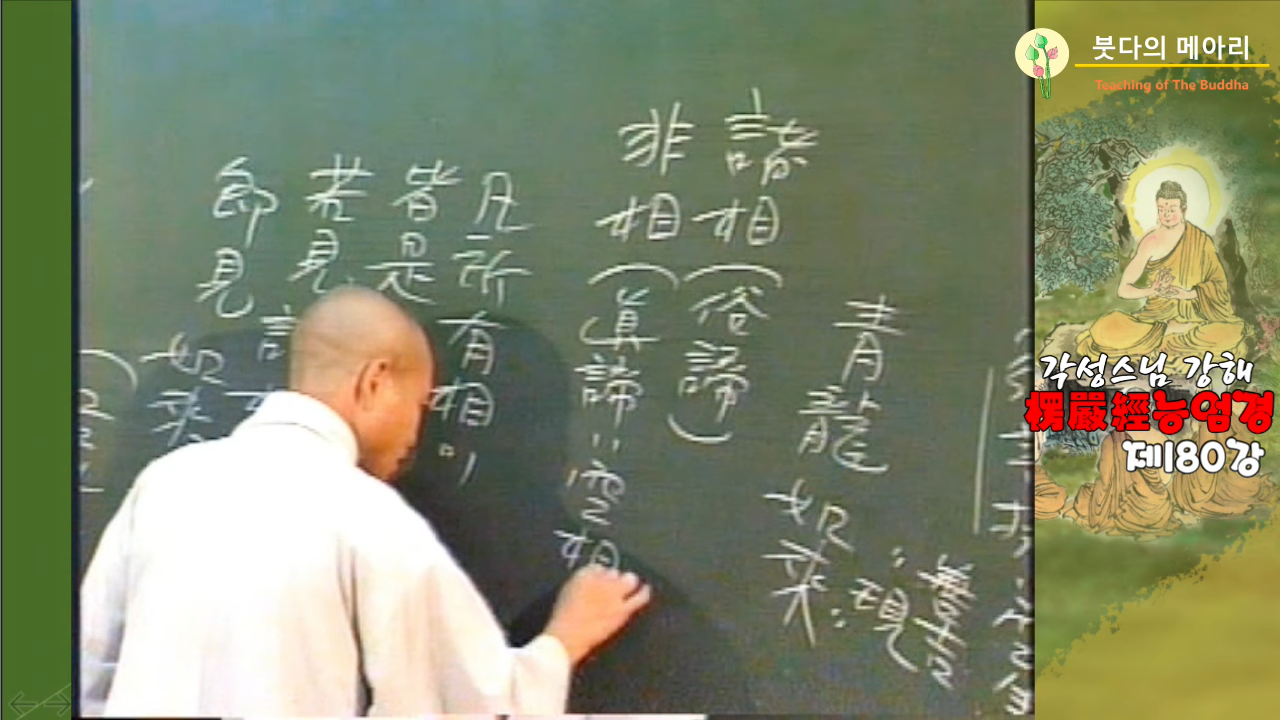 붓다의 메아리
Teaching of The Buddha
각성스님 강해
楞嚴經능엄경
제180강
青龍如來:現
諸相(俗諦)
非相(眞諦::空相
凡所有相
皆是
若見
卽見
如來